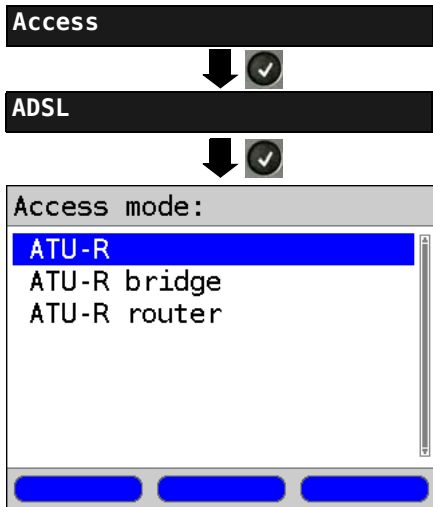 Access
ADSL
Access mode:
ATU-R
ATU-R bridge
ATU-R router